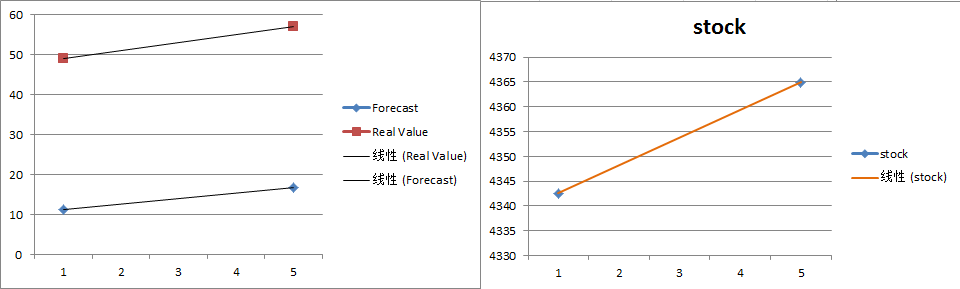 60
50
40
30
20
10
0
1 2 3 4 5
Forecast
Real Value
线性 (Real Value)
线性 (Forecast)
stock
4370
4365
4360
4355
4350
4345
4340
4335
4330
1 2 3 4 5
stock
线性 (stock)